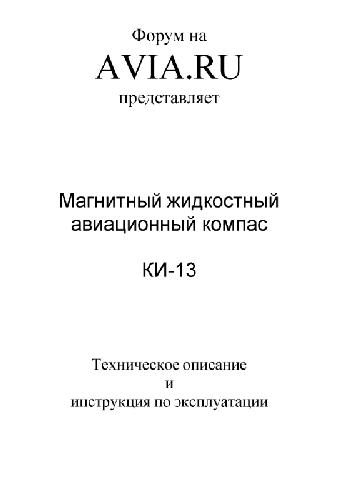 Форум на
AVIA.RU
представляет
Магнитный жидкостный
авиационный компас
КИ-13
Техническое описание
и
инструкция по эксплуатации